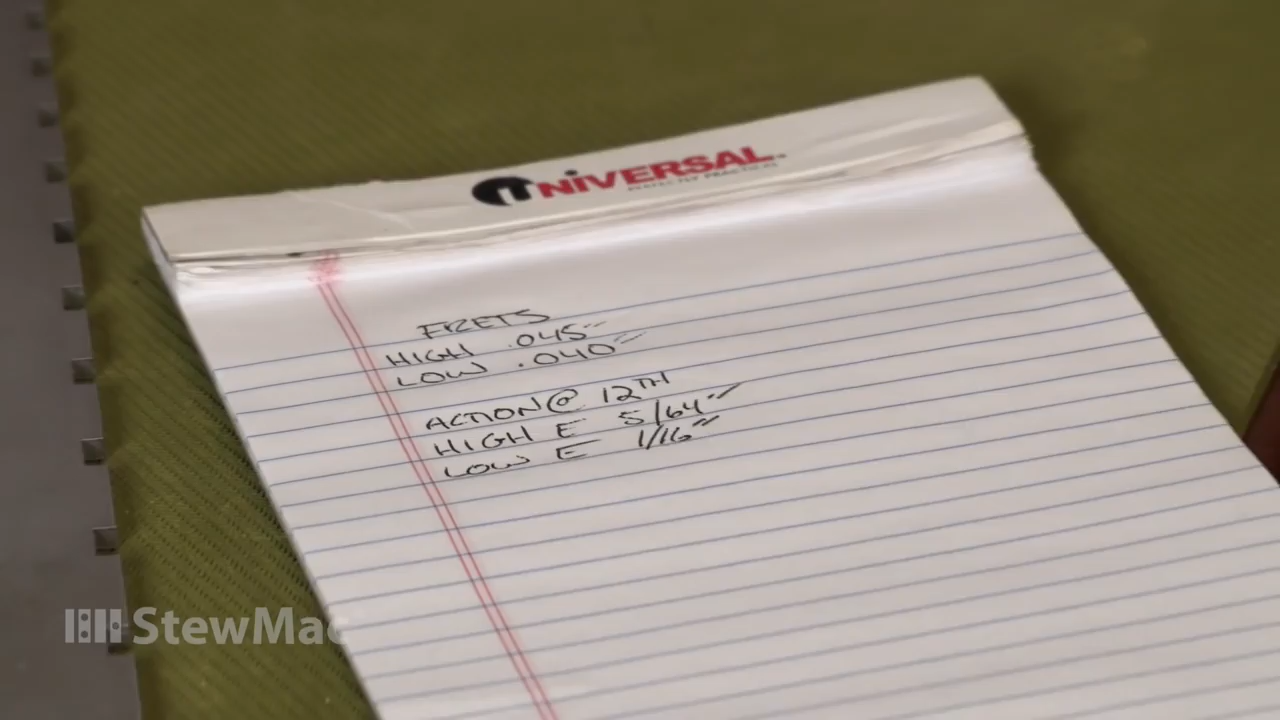 UNIVERSAL
FRETS
HIGH .045"
LOW .040"
ACTION @ 12TH
HIGH E 5/64"
LOW E 1/16"
StewMac